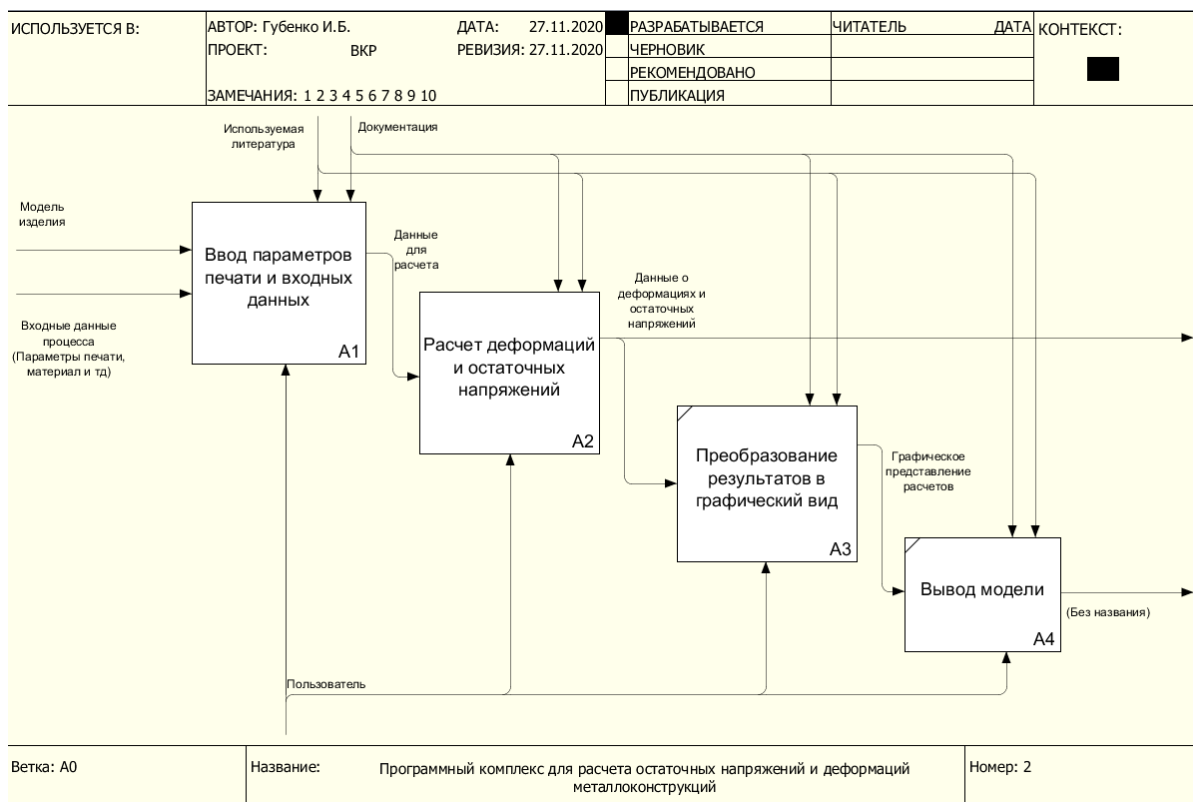 ИСПОЛЬЗУЕТСЯ В:
АВТОР: Губенко И.Б.
ДАТА: 27.11.2020
РАЗРАБАТЫВАЕТСЯ
ЧИТАТЕЛЬ
ДАТА
КОНТЕКСТ:
ПРОЕКТ: ВКР
РЕВИЗИЯ: 27.11.2020
ЧЕРНОВИК
РЕКОМЕНДОВАНО
ЗАМЕЧАНИЯ: 1 2 3 4 5 6 7 8 9 10
ПУБЛИКАЦИЯ
Используемая
литература
Документация
Модель
изделия
Ввод параметров
печати и входных
данных
A1
Данные
для
расчета
Входные данные
процесса
(Параметры печати,
материал и тд)
Данные о
деформациях и
остаточных
напряжений
Расчет деформаций
и остаточных
напряжений
A2
Преобразование
результатов в
графический вид
A3
Графическое
представление
расчетов
Вывод модели
A4
(Без названия)
Пользователь
Ветка: A0
Название:
Программный комплекс для расчета остаточных напряжений и деформаций
металлоконструкций
Номер: 2